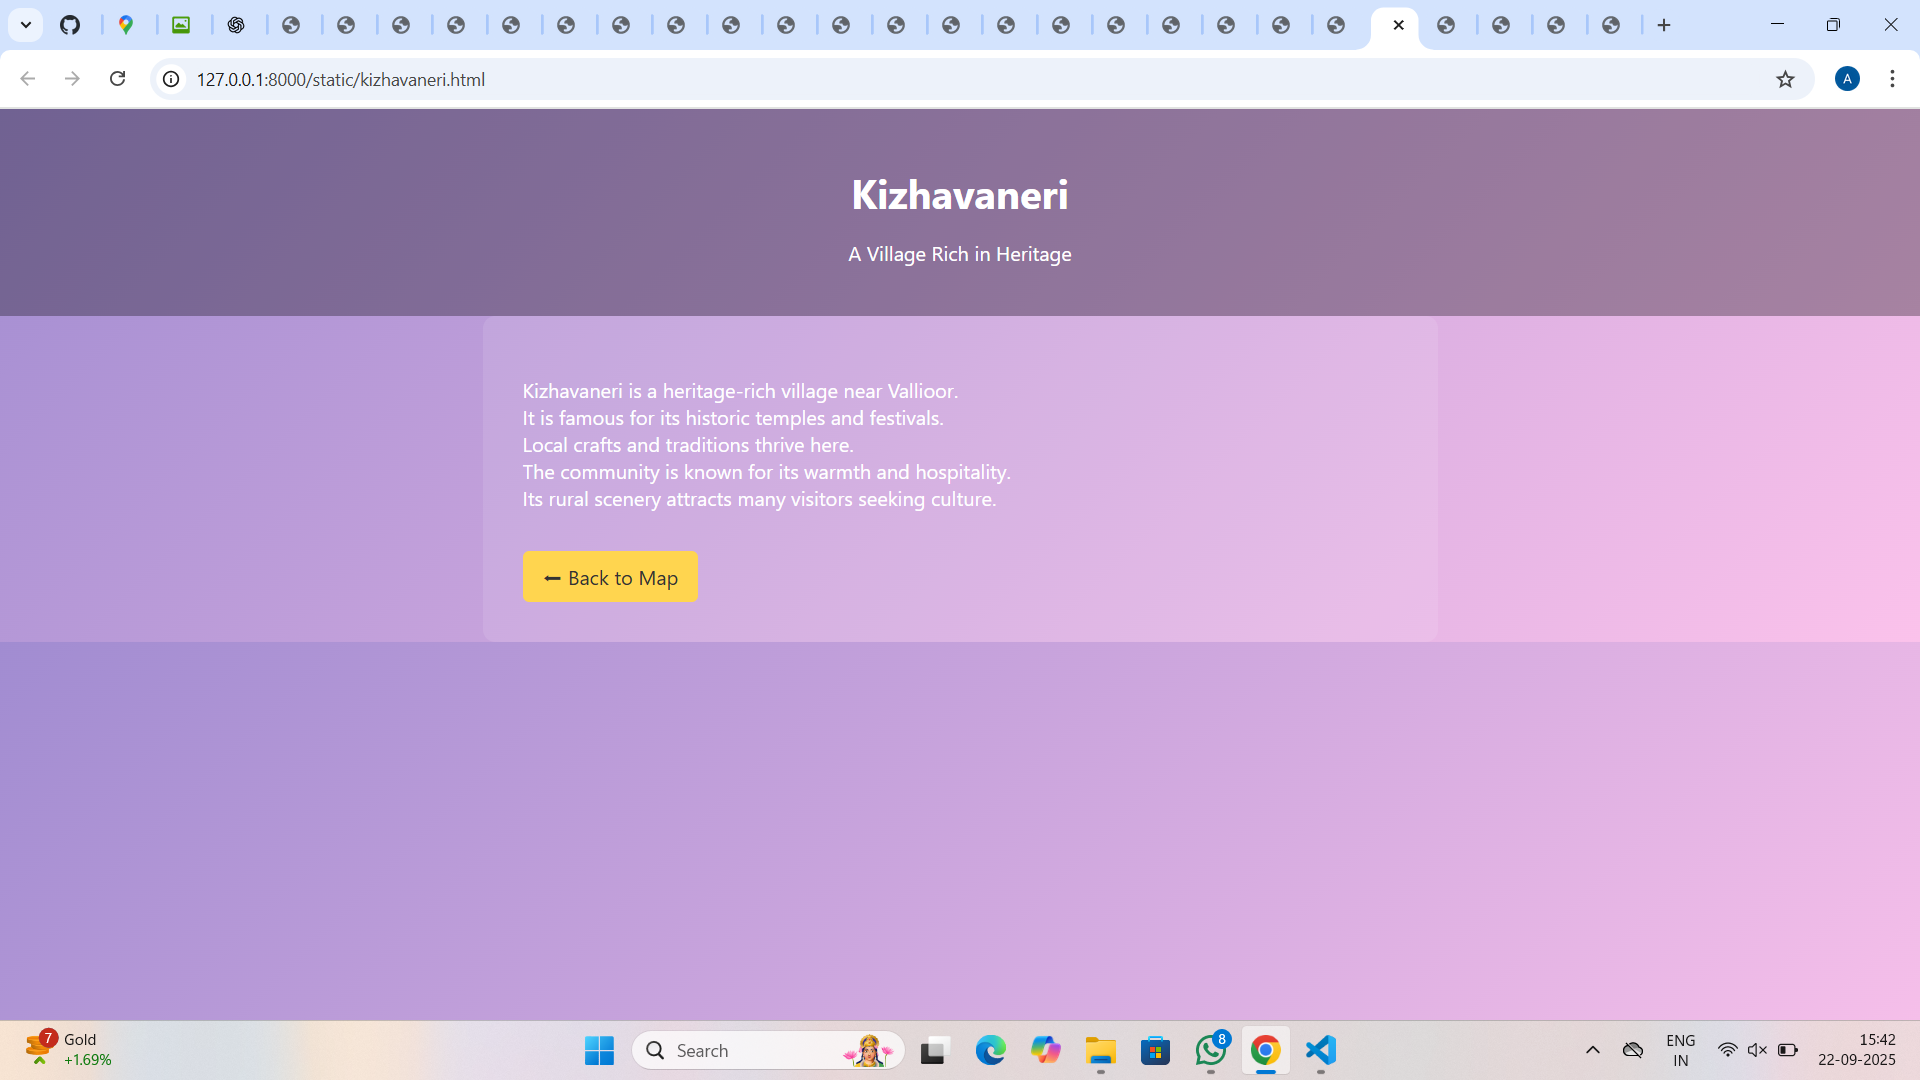 127.0.0.1:8000/static/kizhavaneri.html
A
Kizhavaneri
A Village Rich in Heritage
Kizhavaneri is a heritage-rich village near Vallioor.
It is famous for its historic temples and festivals.
Local crafts and traditions thrive here.
The community is known for its warmth and hospitality.
Its rural scenery attracts many visitors seeking culture.
⬅ Back to Map
7
Gold
+1.69%
Search
8
ENG
IN
15:42
22-09-2025